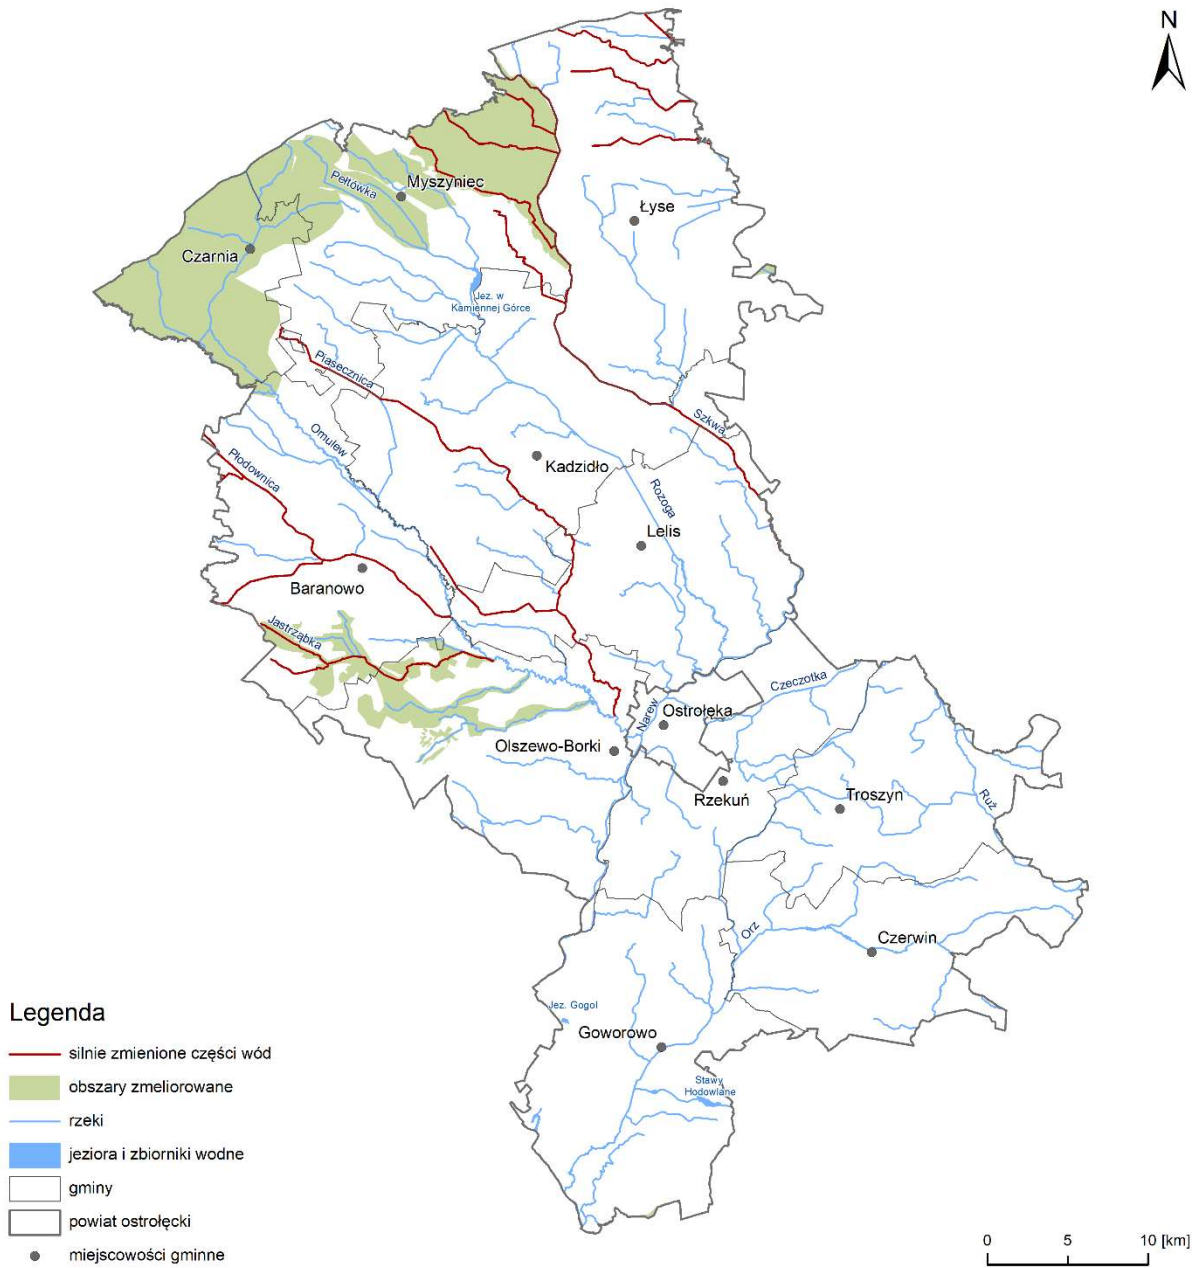 N
Myszyniec
Pełtówka
Łyse
Czarnia
Jez. w
Kamiennej Górce
Piasecznica
Szkwa
Omulew
Płodownica
Kadzidło
Rozoga
Lelis
Baranowo
Jastrząbka
Czeczotka
Narew
Ostrołęka
Olszewo-Borki
Rzekuń
Troszyn
Ruż
Orz
Czerwin
Jez. Gogol
Goworowo
Stawy
Hodowlane
Legenda
silnie zmienione części wód
obszary zmeliorowane
rzeki
jeziora i zbiorniki wodne
gminy
powiat ostrołęcki
miejscowości gminne
0 5 10 [km]